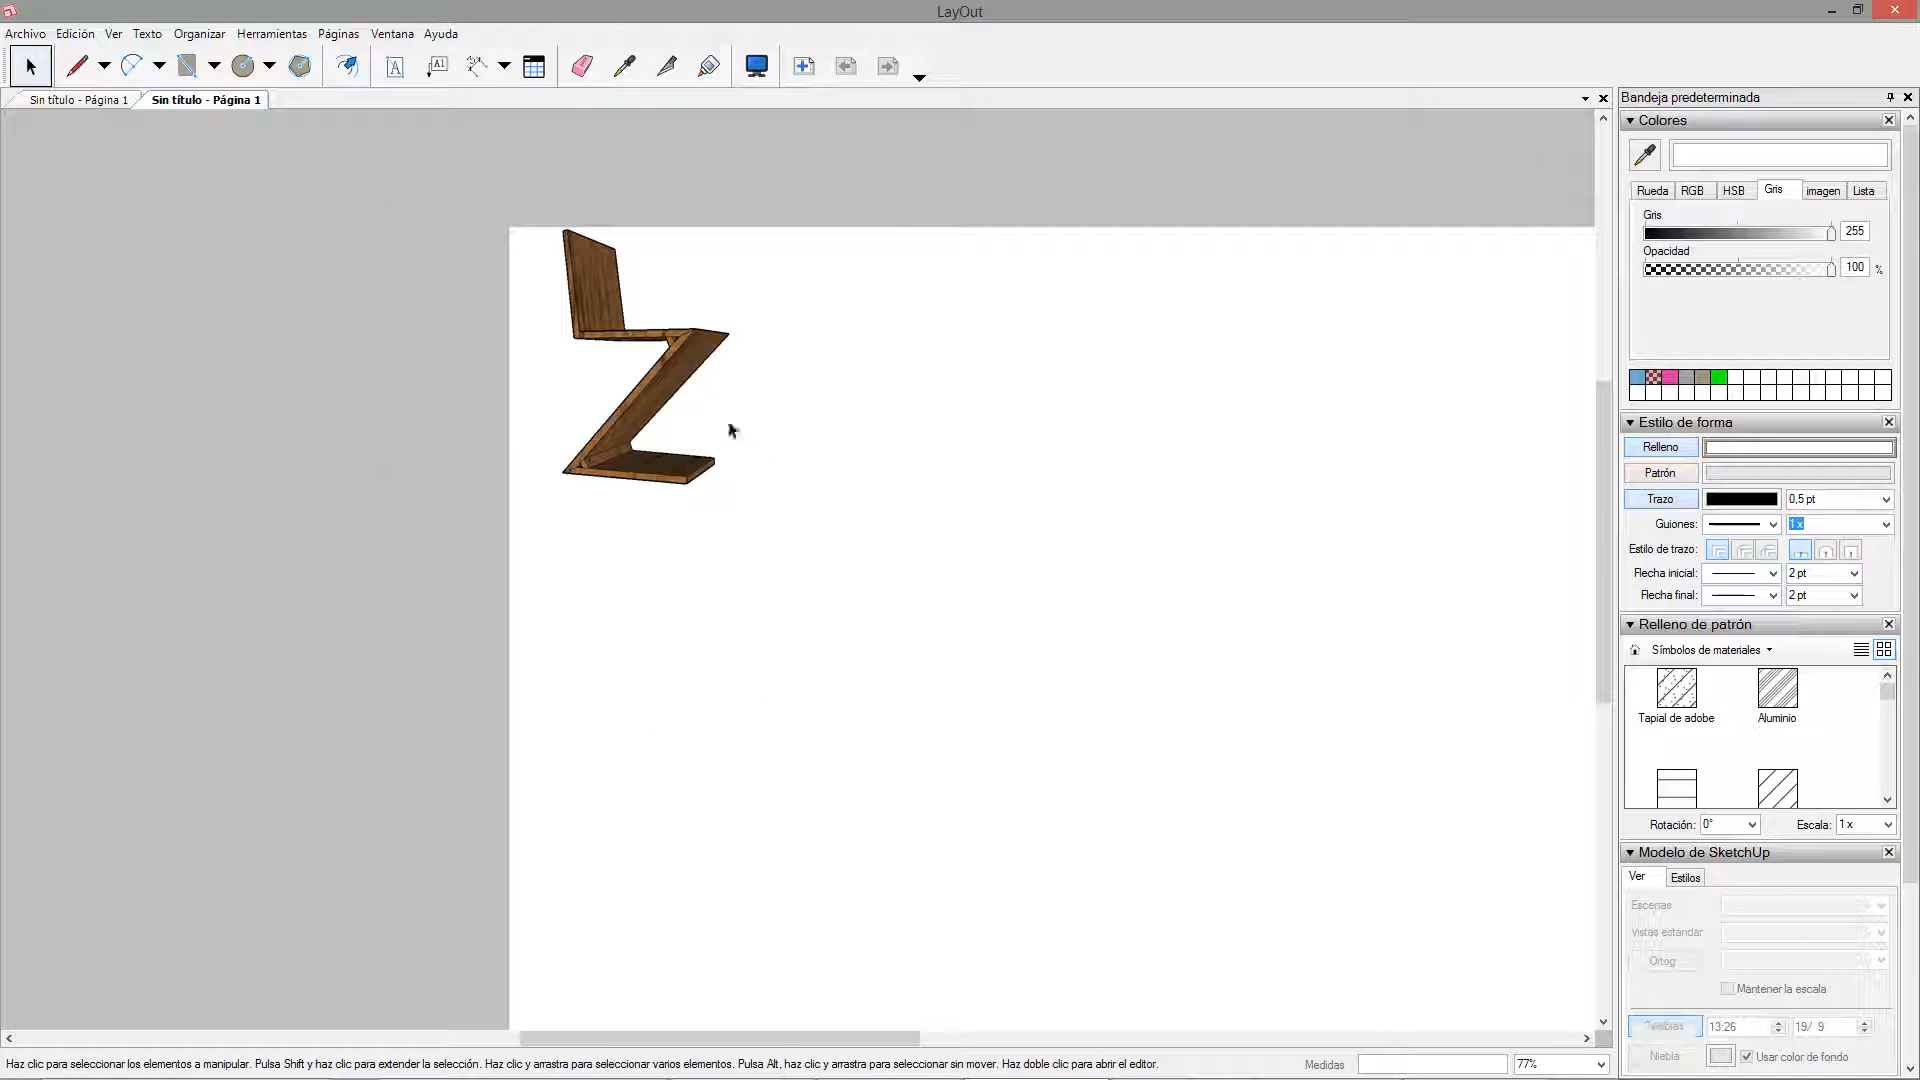 LayOut
Archivo Edición Ver Texto Organizar Herramientas Páginas Ventana Ayuda
Sin título - Página 1 Sin título - Página 1
Bandeja predeterminada
Colores
Rueda RGB HSB Gris imagen Lista
Gris
255
Opacidad
100 %
Estilo de forma
Relleno
Patrón
Trazo 0,5 pt
Guiones: 1 x
Estilo de trazo:
Flecha inicial: 2 pt
Flecha final: 2 pt
Relleno de patrón
Símbolos de materiales
Tapial de adobe Aluminio
Rotación: 0° Escala: 1 x
Modelo de SketchUp
Ver Estilos
Escenas
Vistas estándar
Ortog
Mantener la escala
13:26 19/ 9
Niebla Usar color de fondo
Haz clic para seleccionar los elementos a manipular. Pulsa Shift y haz clic para extender la selección. Haz clic y arrastra para seleccionar varios elementos. Pulsa Alt, haz clic y arrastra para seleccionar sin mover. Haz doble clic para abrir el editor. Medidas 77%